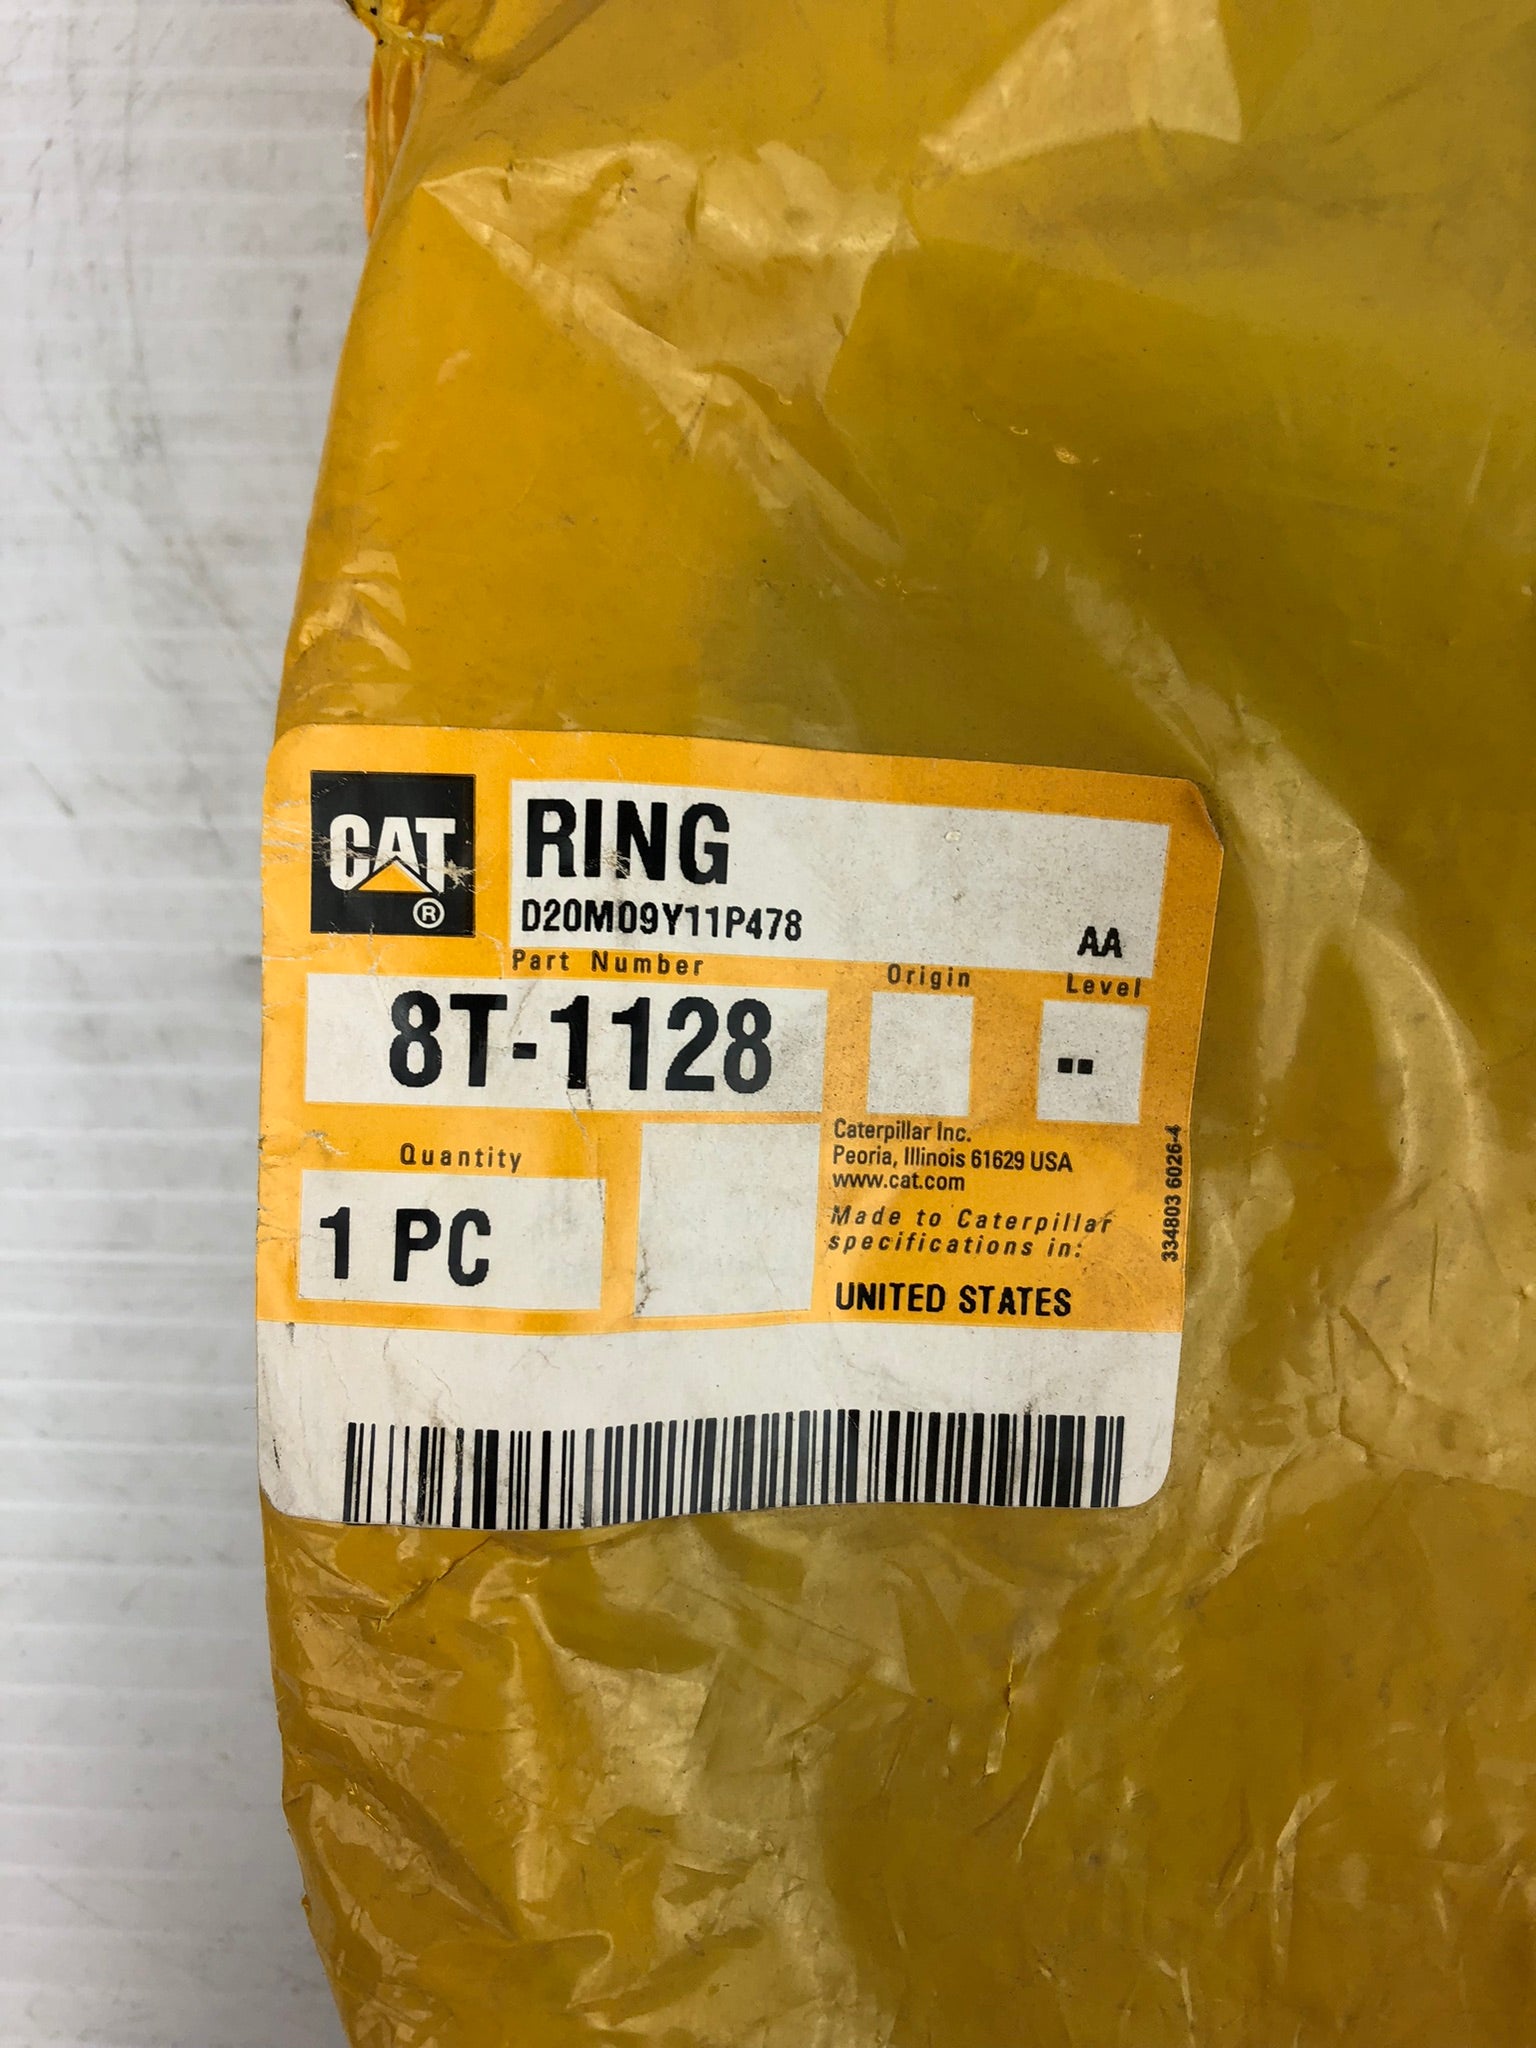 CAT
®
RING
D20M09Y11P478
AA
Part Number
Origin
Level
8T-1128
--
Quantity
1 PC
Caterpillar Inc.
Peoria, Illinois 61629 USA
www.cat.com
Made to Caterpillar
specifications in:
UNITED STATES
334803 6026-4